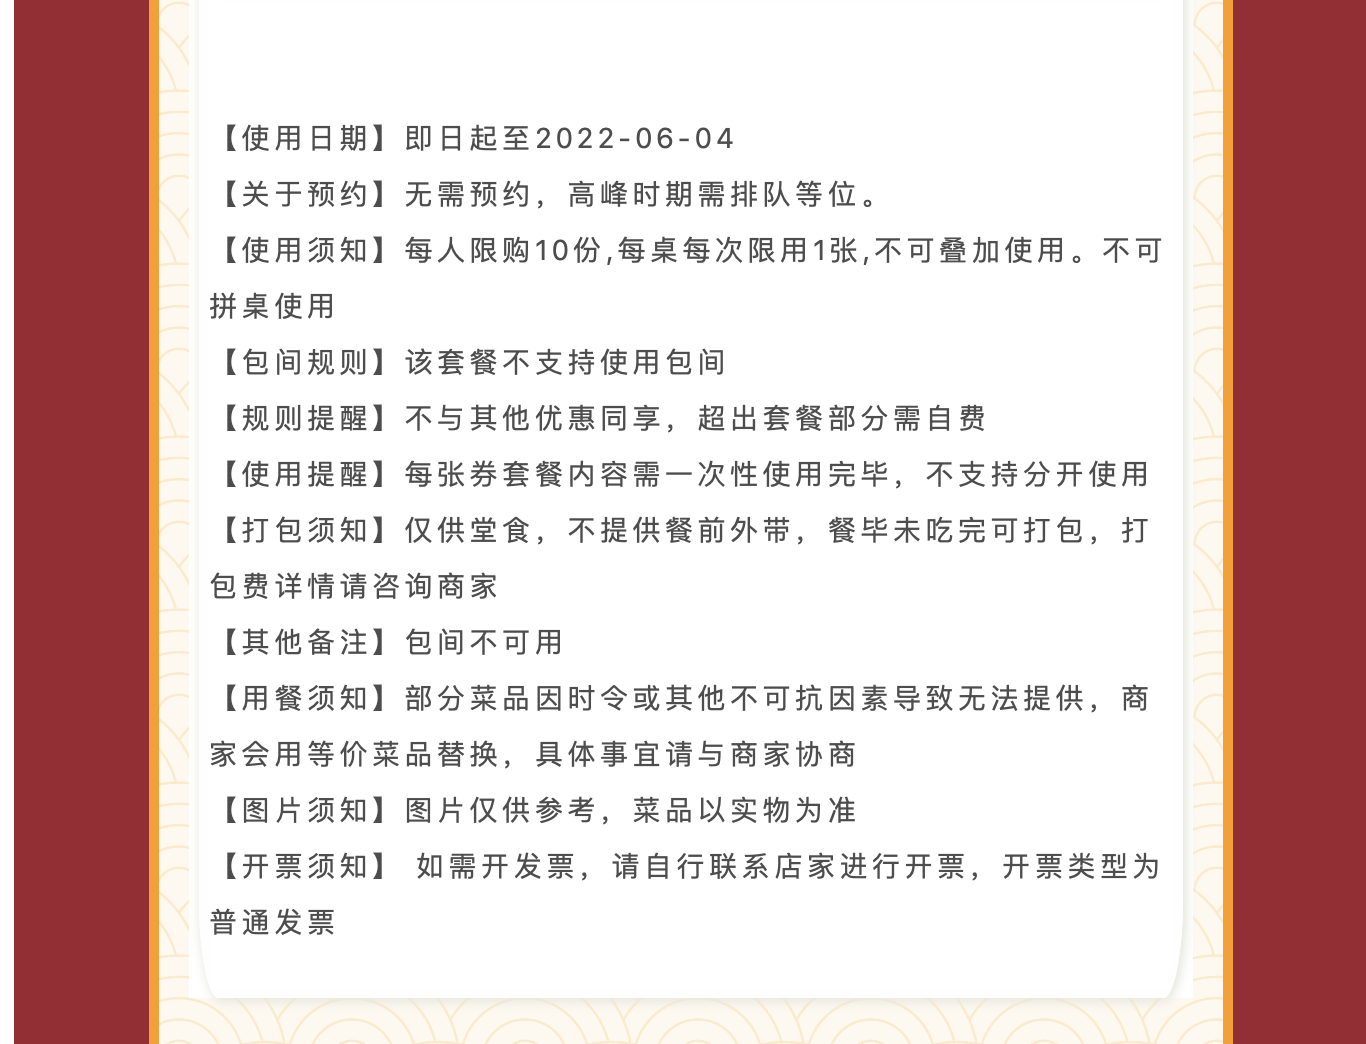 【使用日期】即日起至2022-06-04
【关于预约】无需预约，高峰时期需排队等位。
【使用须知】每人限购10份,每桌每次限用1张,不可叠加使用。不可
拼桌使用
【包间规则】该套餐不支持使用包间
【规则提醒】不与其他优惠同享，超出套餐部分需自费
【使用提醒】每张券套餐内容需一次性使用完毕，不支持分开使用
【打包须知】仅供堂食，不提供餐前外带，餐毕未吃完可打包，打
包费详情请咨询商家
【其他备注】包间不可用
【用餐须知】部分菜品因时令或其他不可抗因素导致无法提供，商
家会用等价菜品替换，具体事宜请与商家协商
【图片须知】图片仅供参考，菜品以实物为准
【开票须知】 如需开发票，请自行联系店家进行开票，开票类型为
普通发票